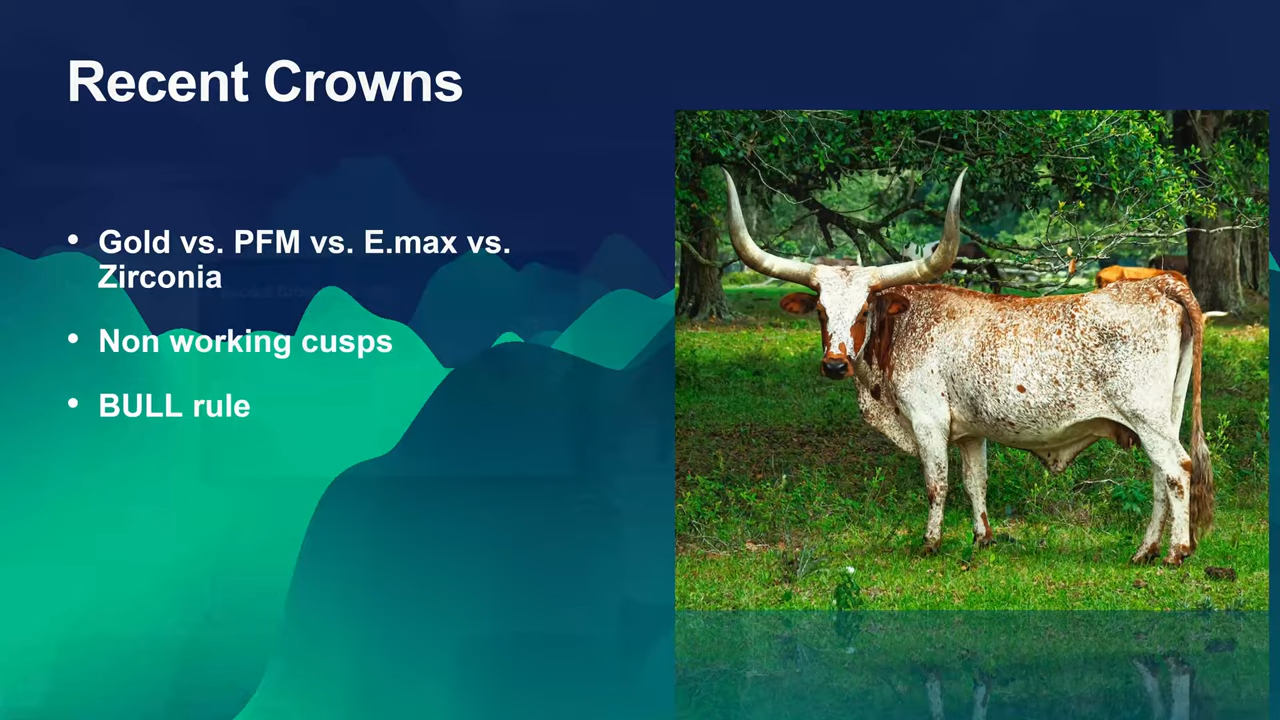 Recent Crowns
• Gold vs. PFM vs. E.max vs.
Zirconia
• Non working cusps
• BULL rule